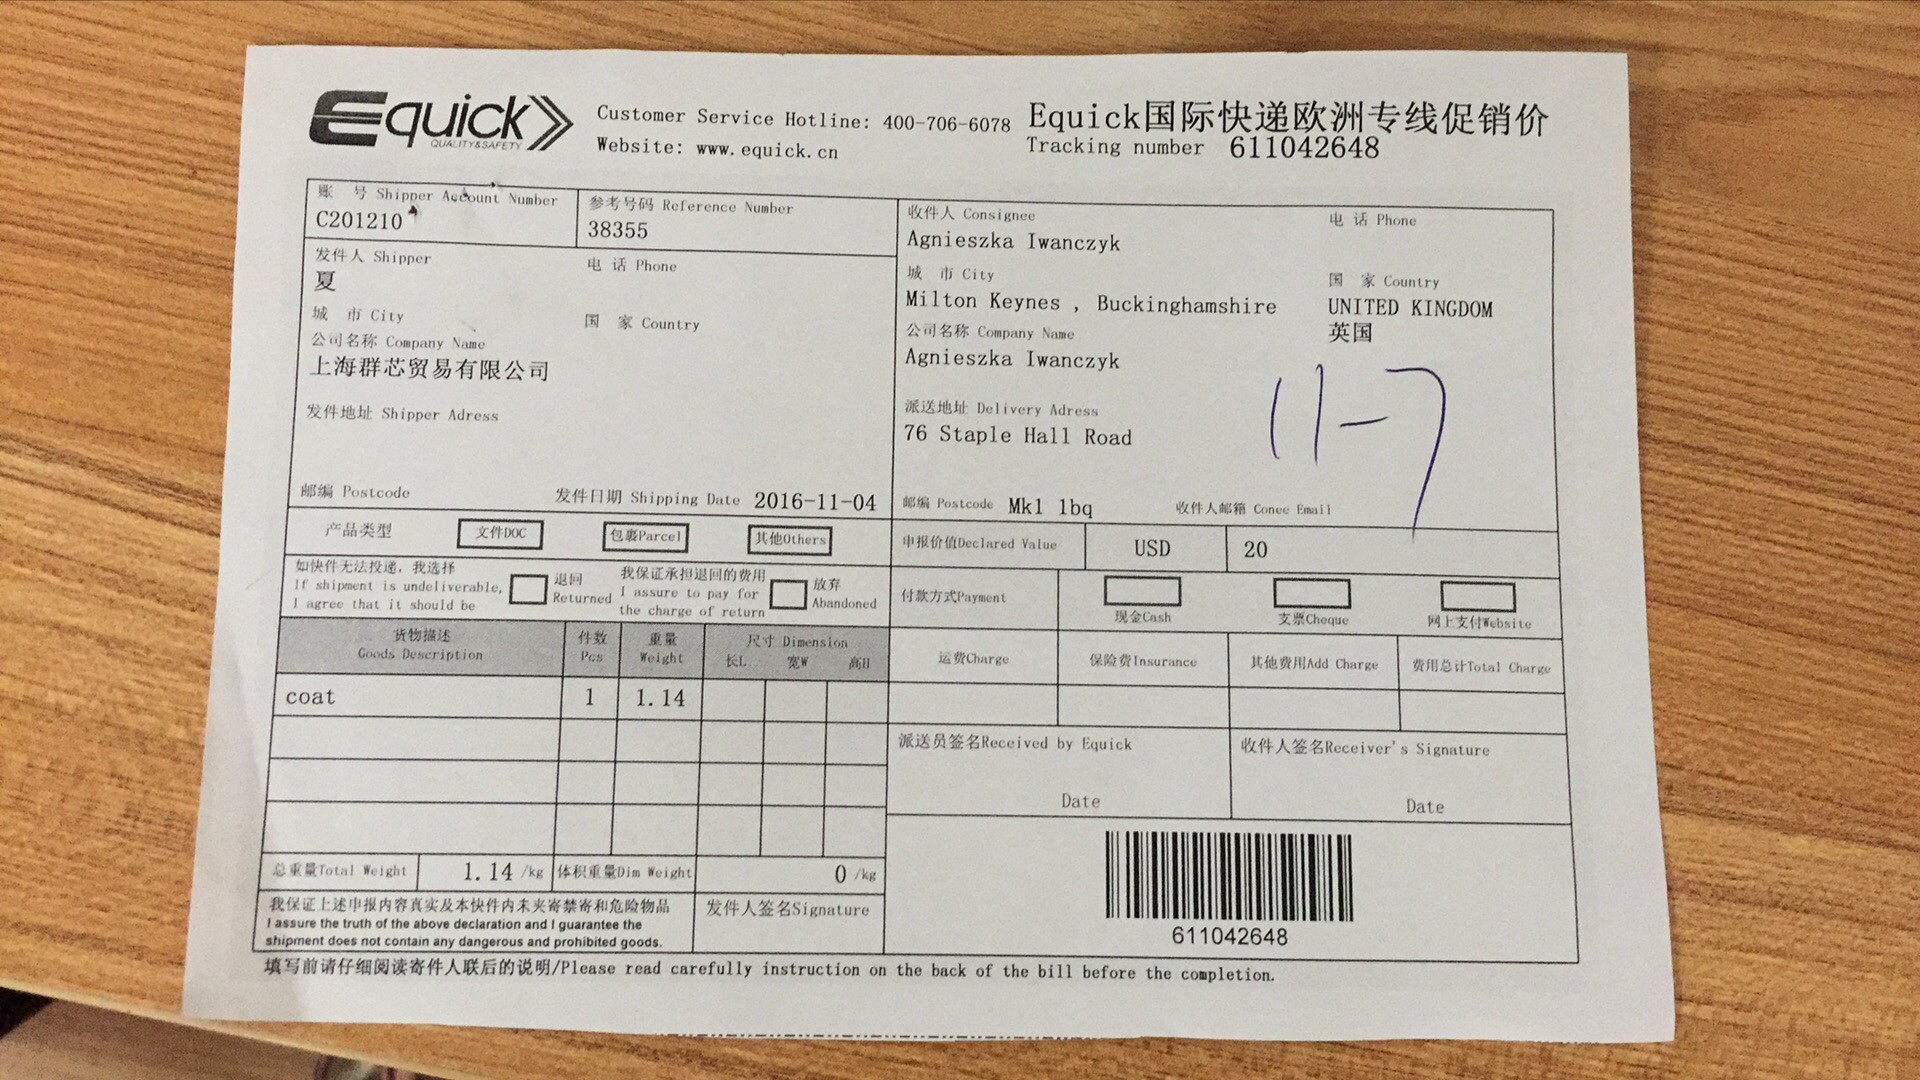 Equick
QUALITY&SAFETY
Customer Service Hotline: 400-706-6078
Website: www.equick.cn
Equick国际快递欧洲专线促销价
Tracking number 611042648
账 号 Shipper Account Number
C201210
参考号码 Reference Number
38355
发件人 Shipper
夏
电 话 Phone
城 市 City
国 家 Country
公司名称 Company Name
上海群芯贸易有限公司
发件地址 Shipper Adress
邮编 Postcode
发件日期 Shipping Date 2016-11-04
收件人 Consignee
Agnieszka Iwanczyk
电 话 Phone
城 市 City
Milton Keynes , Buckinghamshire
国 家 Country
UNITED KINGDOM
英国
公司名称 Company Name
Agnieszka Iwanczyk
派送地址 Delivery Adress
76 Staple Hall Road
11-7
邮编 Postcode Mk1 1bq
收件人邮箱 Conee Email
产品类型 文件DOC 包裹Parcel 其他Others
申报价值Declared Value USD 20
如快件无法投递，我选择
If shipment is undeliverable,
I agree that it should be
退回
Returned
我保证承担退回的费用
I assure to pay for
the charge of return
放弃
Abandoned
付款方式Payment
现金Cash
支票Cheque
网上支付Website
货物描述
Goods Description
件数
Pcs
重量
Weight
尺寸 Dimension
长L 宽W 高H
运费Charge 保险费Insurance 其他费用Add Charge 费用总计Total Charge
coat 1 1.14
派送员签名Received by Equick
Date
收件人签名Receiver's Signature
Date
总重量Total Weight 1.14 /kg 体积重量Dim Weight 0 /kg
我保证上述申报内容真实及本快件内未夹寄禁寄和危险物品
I assure the truth of the above declaration and I guarantee the
shipment does not contain any dangerous and prohibited goods.
发件人签名Signature
611042648
填写前请仔细阅读寄件人联后的说明/Please read carefully instruction on the back of the bill before the completion.